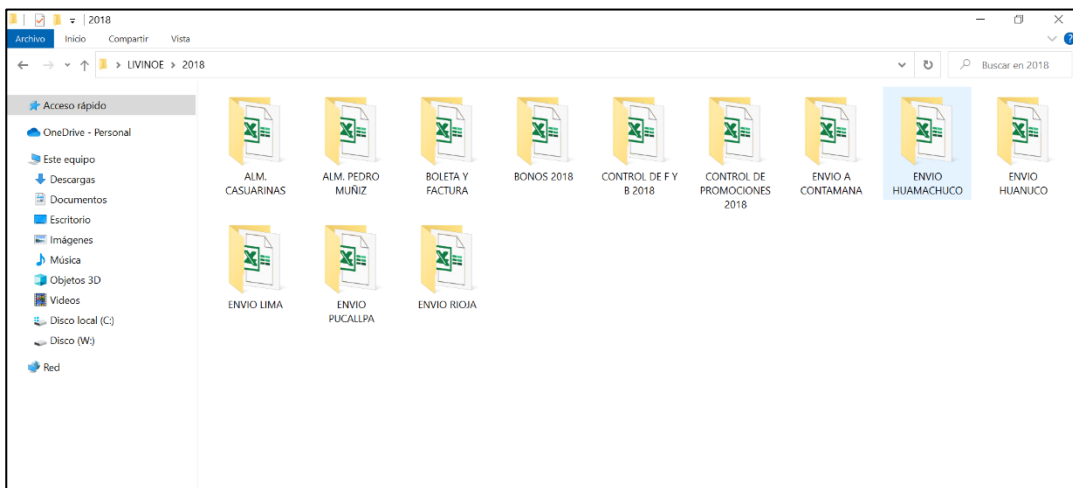 2018
Archivo Inicio Compartir Vista
LIVINOE > 2018
Buscar en 2018
Acceso rápido
OneDrive - Personal
Este equipo
Descargas
Documentos
Escritorio
Imágenes
Música
Objetos 3D
Videos
Disco local (C:)
Disco (W:)
Red
ALM.
CASUARINAS
ALM. PEDRO
MUÑIZ
BOLETA Y
FACTURA
BONOS 2018
CONTROL DE F Y
B 2018
CONTROL DE
PROMOCIONES
2018
ENVIO A
CONTAMANA
ENVIO
HUAMACHUCO
ENVIO
HUANUCO
ENVIO LIMA
ENVIO
PUCALLPA
ENVIO RIOJA